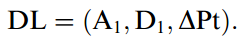 DL = (A₁, D₁, ΔPt).